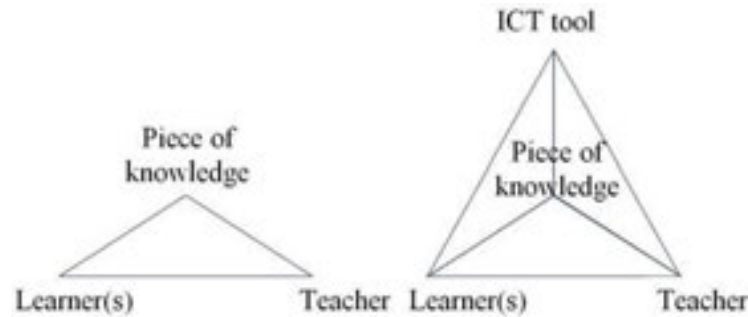 ICT tool
Piece of
knowledge
Piece of
knowledge
Learner(s)
Teacher
Learner(s)
Teacher